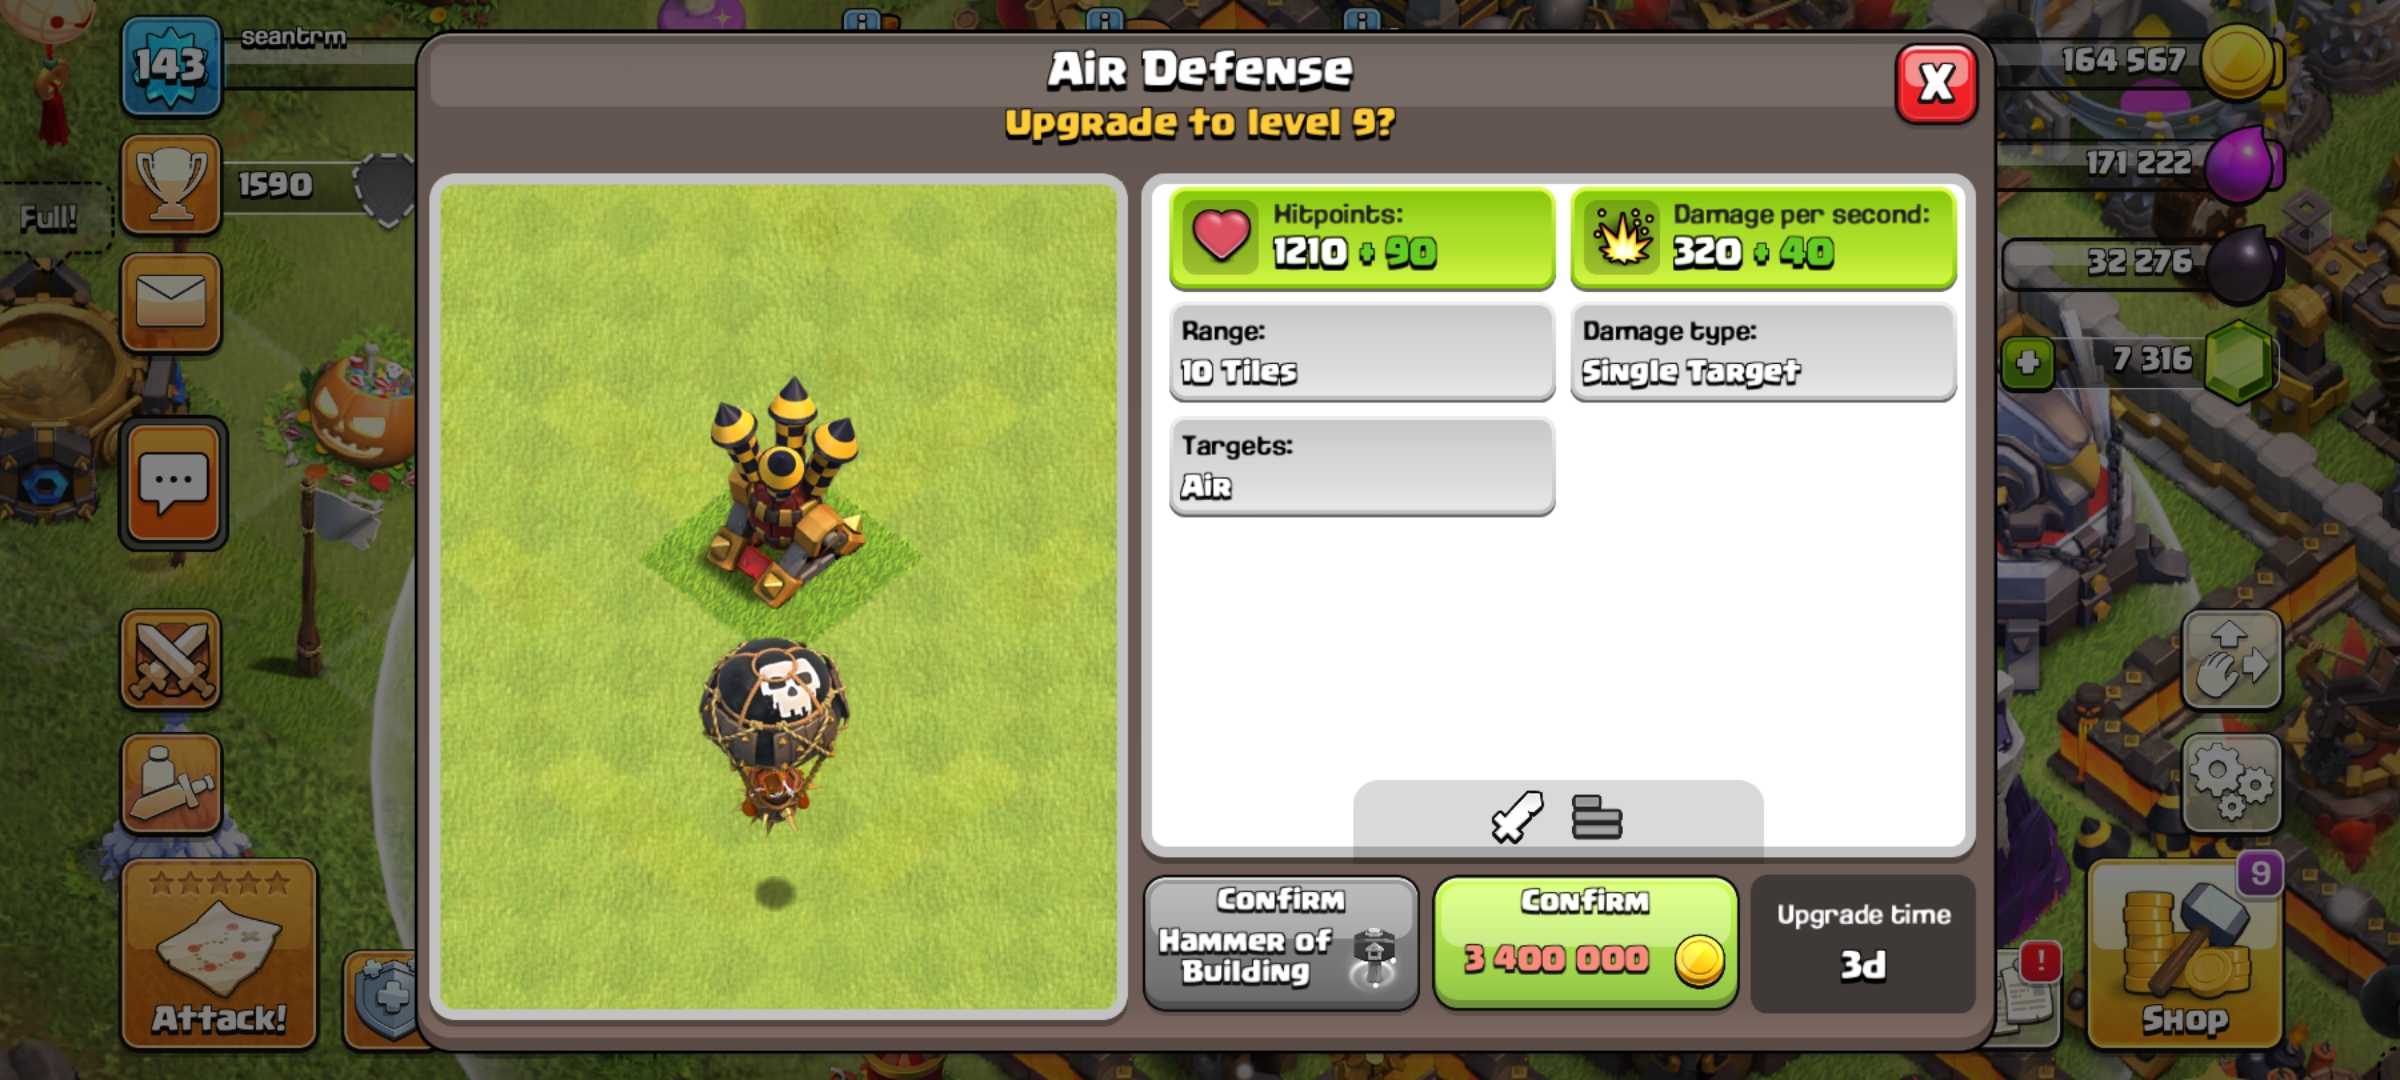 143
seantrm
1590
Full!
Attack!
Air Defense
Upgrade to level 9?
X
Hitpoints:
1210 + 90
Damage per second:
320 + 40
Range:
10 Tiles
Damage type:
Single Target
Targets:
Air
Confirm
Hammer of
Building
Confirm
3 400 000
Upgrade time
3d
164 567
171 222
32 276
7 316
9
!
Shop